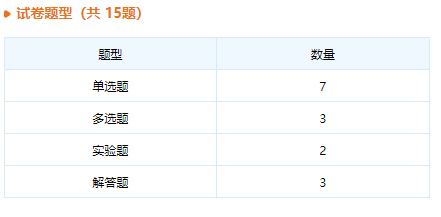 试卷题型（共 15题）
题型 数量
单选题 7
多选题 3
实验题 2
解答题 3